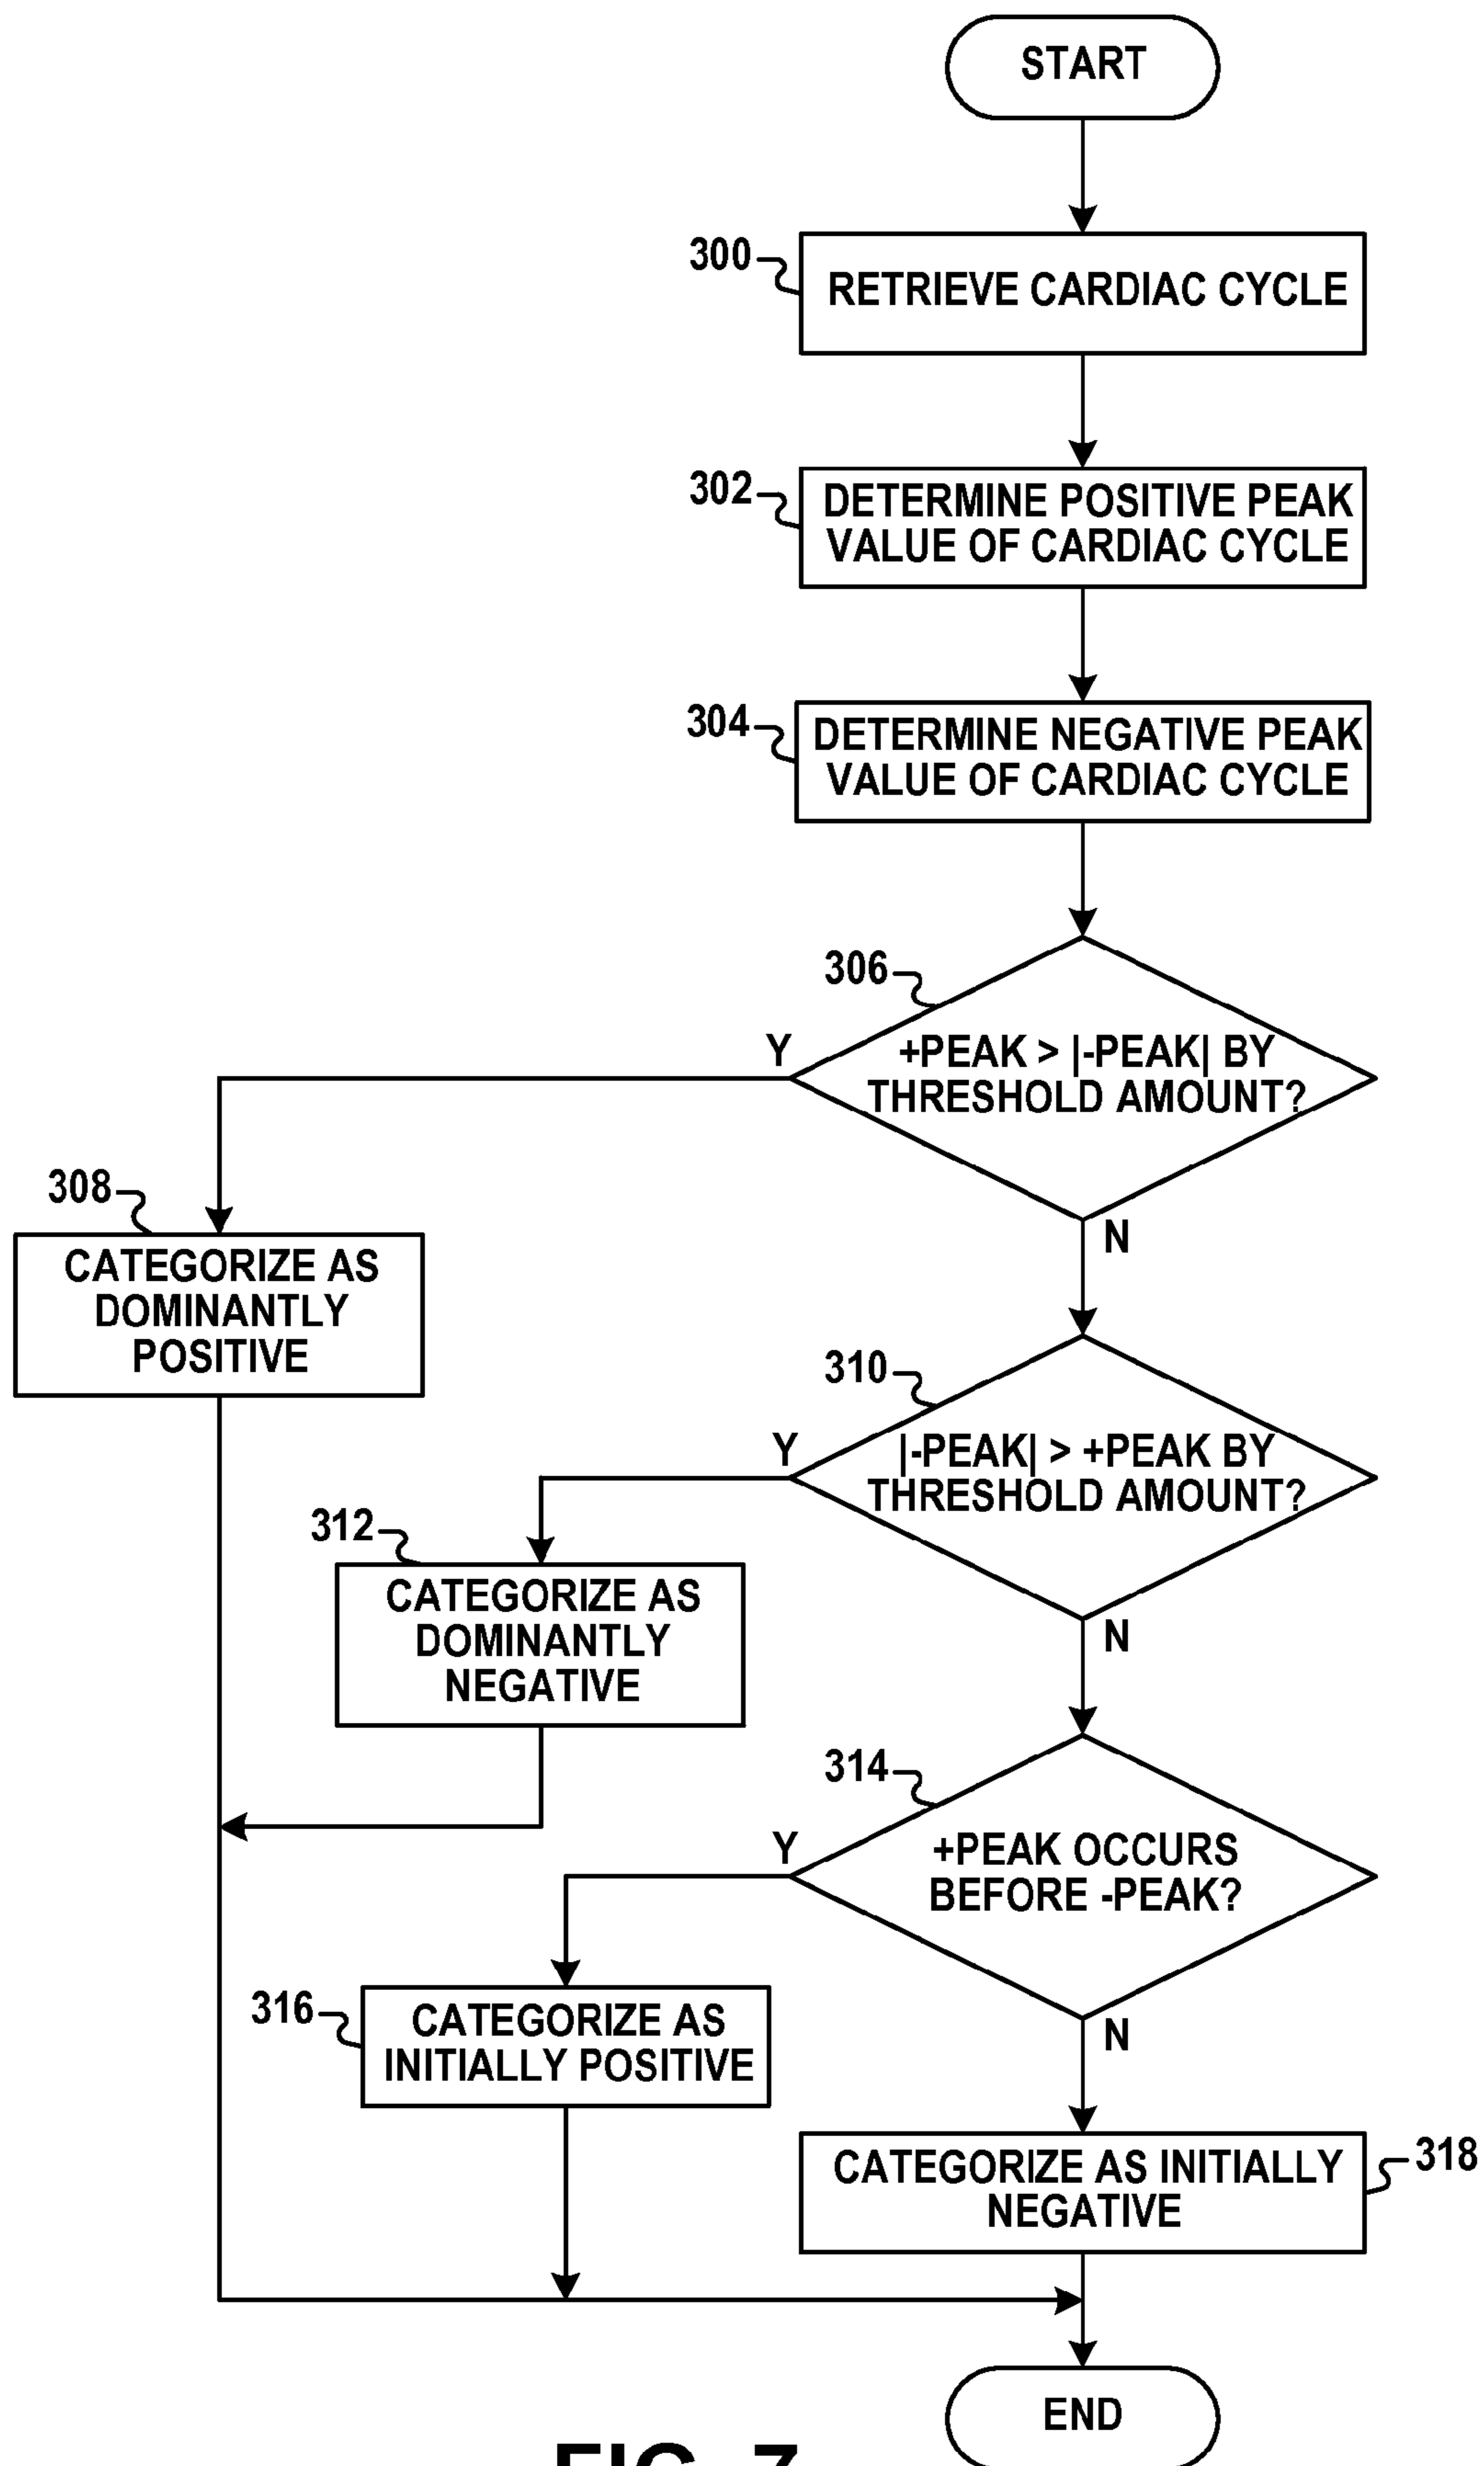 START
300
RETRIEVE CARDIAC CYCLE
302
DETERMINE POSITIVE PEAK
VALUE OF CARDIAC CYCLE
304
DETERMINE NEGATIVE PEAK
VALUE OF CARDIAC CYCLE
306
+PEAK > |-PEAK| BY
THRESHOLD AMOUNT?
Y
N
308
CATEGORIZE AS
DOMINANTLY
POSITIVE
310
|-PEAK| > +PEAK BY
THRESHOLD AMOUNT?
Y
N
312
CATEGORIZE AS
DOMINANTLY
NEGATIVE
314
+PEAK OCCURS
BEFORE -PEAK?
Y
N
316
CATEGORIZE AS
INITIALLY POSITIVE
318
CATEGORIZE AS INITIALLY
NEGATIVE
END
FIG. 7